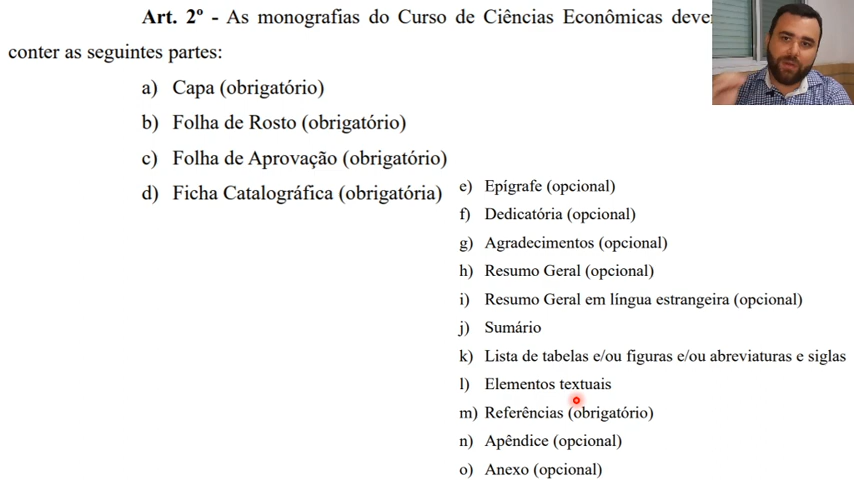 Art. 2º - As monografias do Curso de Ciências Econômicas
conter as seguintes partes:
a) Capa (obrigatório)
b) Folha de Rosto (obrigatório)
c) Folha de Aprovação (obrigatório)
d) Ficha Catalográfica (obrigatória)
e) Epígrafe (opcional)
f) Dedicatória (opcional)
g) Agradecimentos (opcional)
h) Resumo Geral (opcional)
i) Resumo Geral em língua estrangeira (opcional)
j) Sumário
k) Lista de tabelas e/ou figuras e/ou abreviaturas e siglas
l) Elementos textuais
m) Referências (obrigatório)
n) Apêndice (opcional)
o) Anexo (opcional)